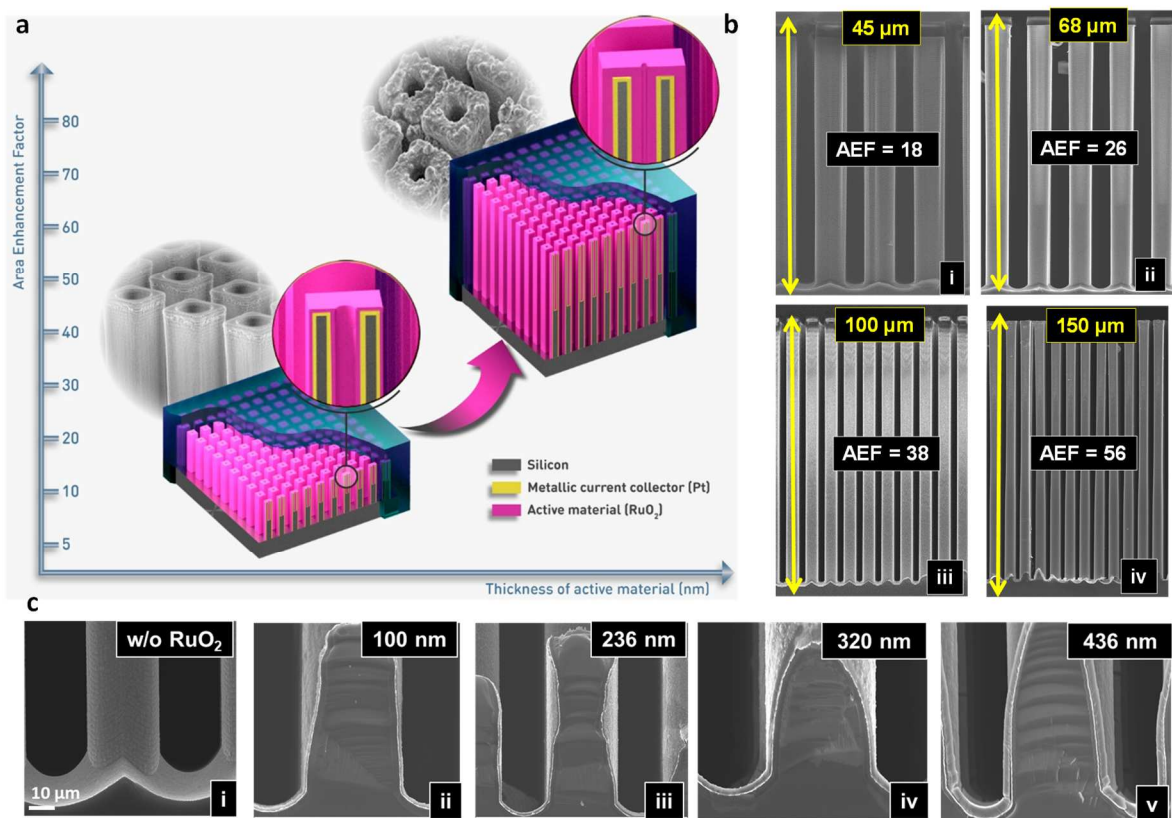 a
Area Enhancement Factor
80
70
60
50
40
30
20
10
5
Silicon
Metallic current collector (Pt)
Active material (RuO₂)
Thickness of active material (nm)
b
45 µm
AEF = 18
i
68 µm
AEF = 26
ii
100 µm
AEF = 38
iii
150 µm
AEF = 56
iv
c
w/o RuO₂
10 µm
i
100 nm
ii
236 nm
iii
320 nm
iv
436 nm
v